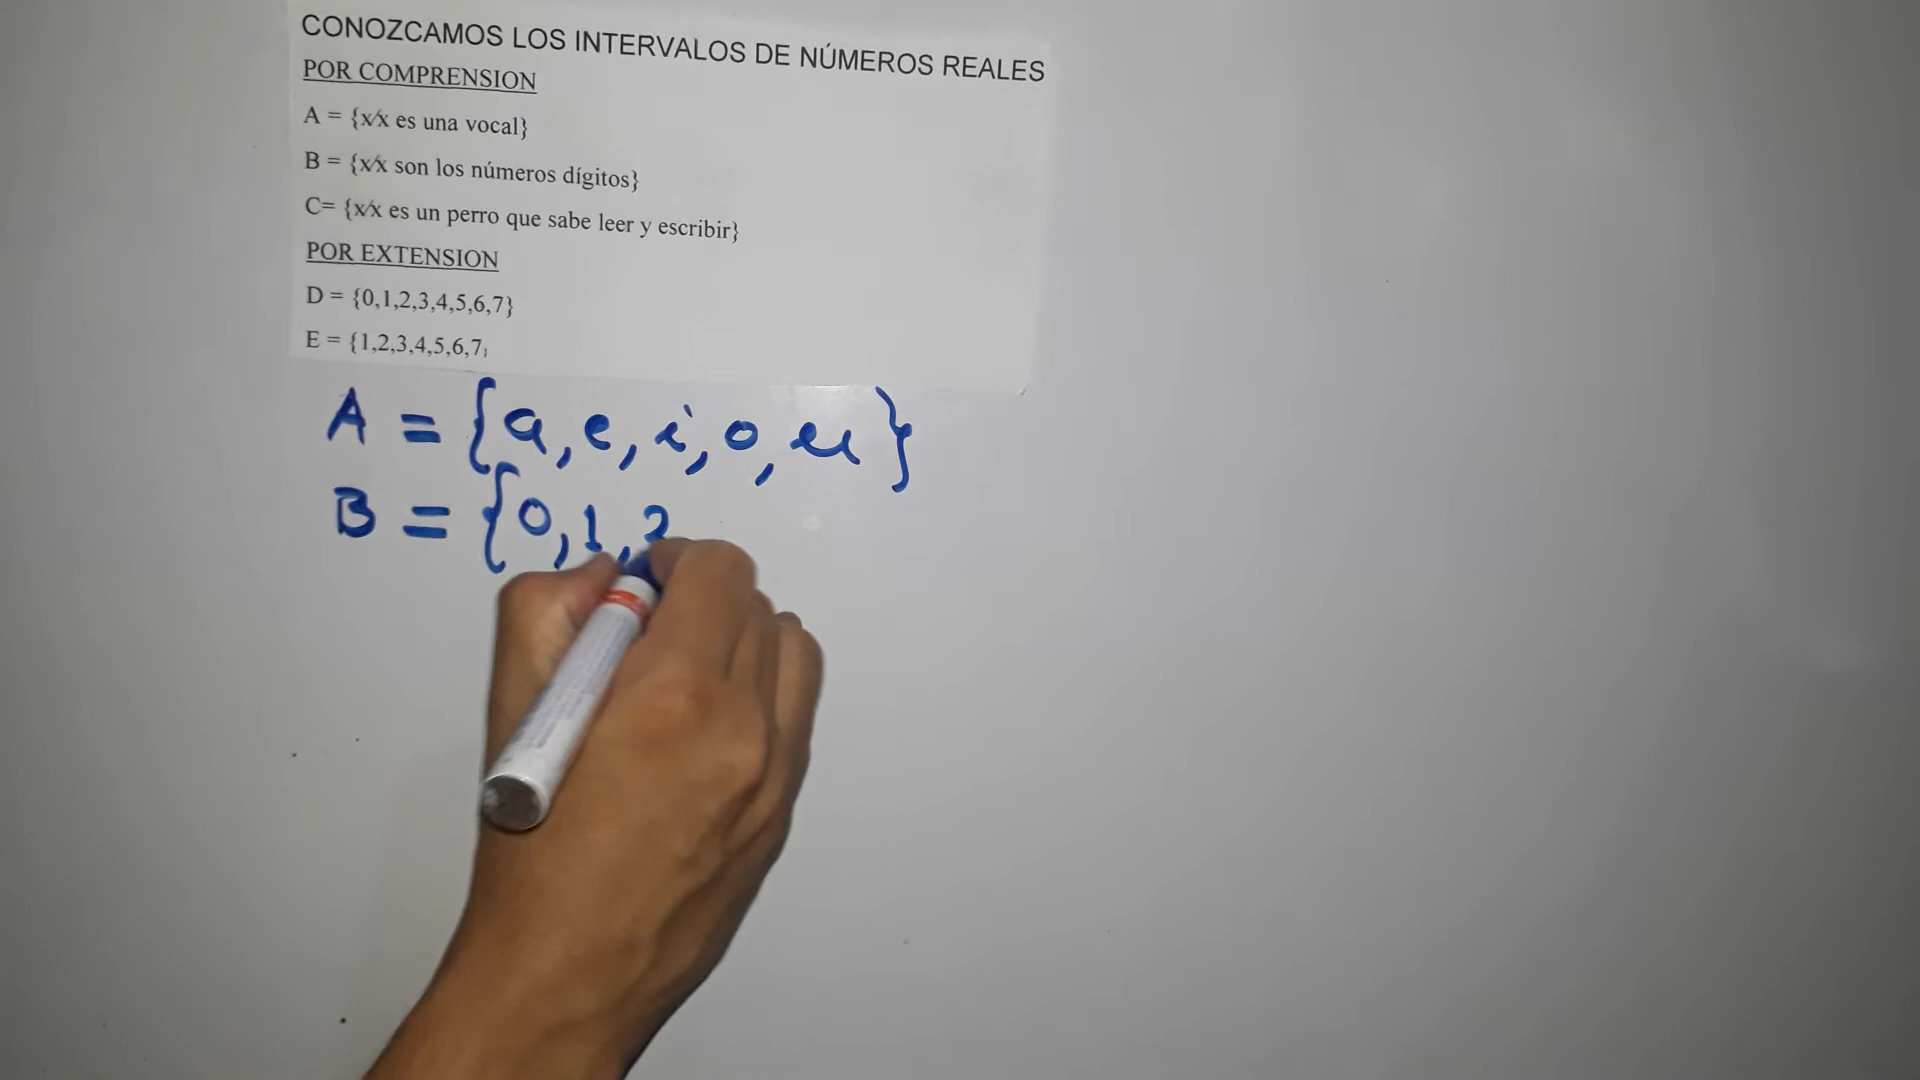 CONOZCAMOS LOS INTERVALOS DE NÚMEROS REALES
POR COMPRENSION
A = {x/x es una vocal}
B = {x/x son los números dígitos}
C= {x/x es un perro que sabe leer y escribir}
POR EXTENSION
D = {0,1,2,3,4,5,6,7}
E = {1,2,3,4,5,6,7
A = {a, e, i, o, u}
B = {0, 1, 2